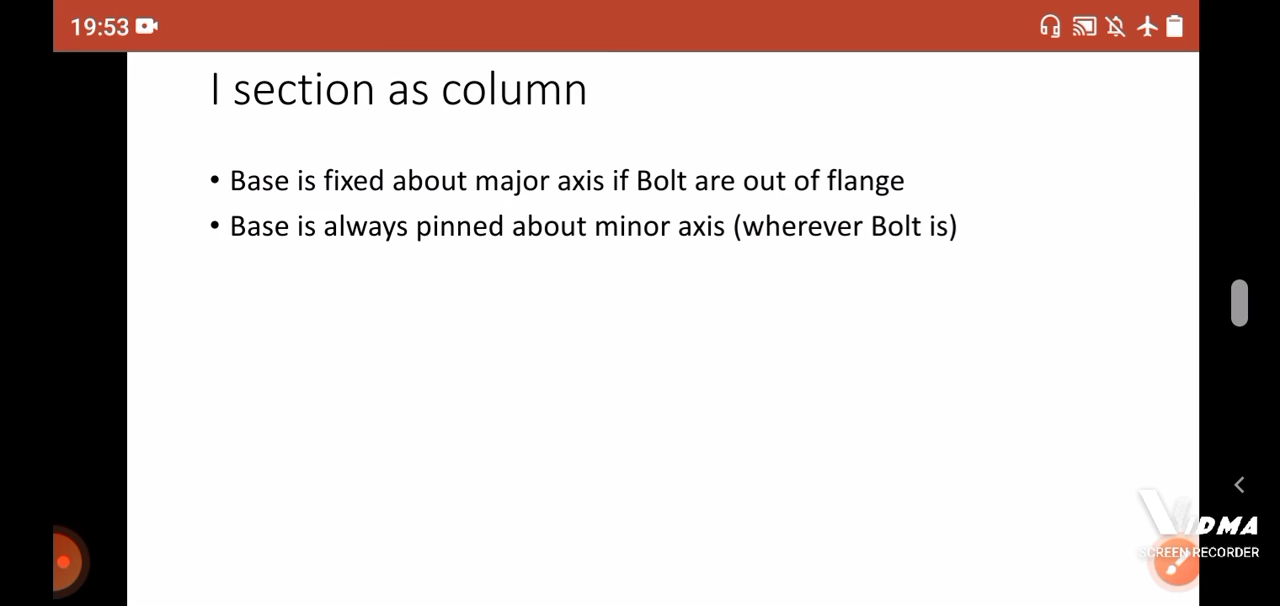 19:53
I section as column
• Base is fixed about major axis if Bolt are out of flange
• Base is always pinned about minor axis (wherever Bolt is)
VIDMA
SCREEN RECORDER